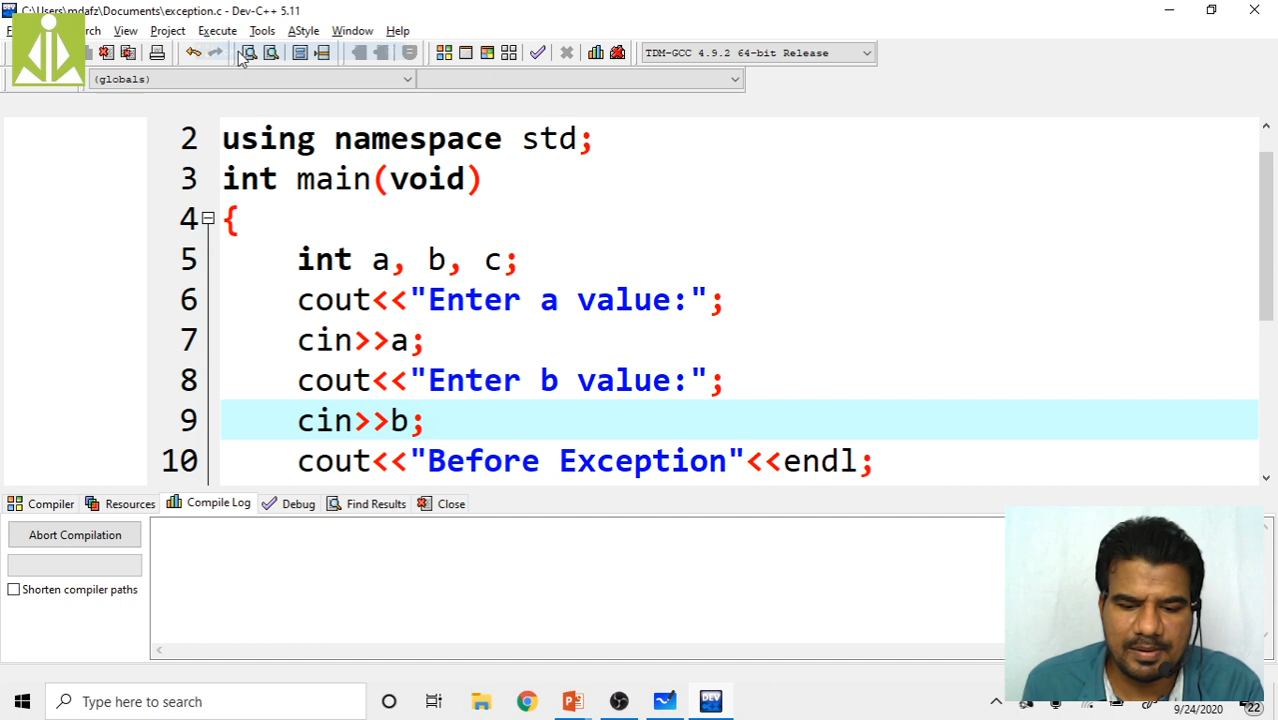 C:\Users\mdafz\Documents\exception.c - Dev-C++ 5.11
View Project Execute Tools AStyle Window Help
TDM-GCC 4.9.2 64-bit Release
(globals)
2 using namespace std;
3 int main(void)
4 {
5 int a, b, c;
6 cout<<"Enter a value:";
7 cin>>a;
8 cout<<"Enter b value:";
9 cin>>b;
10 cout<<"Before Exception"<<endl;
Compiler Resources Compile Log Debug Find Results Close
Abort Compilation
Shorten compiler paths
Type here to search
DEV
9/24/2020
22